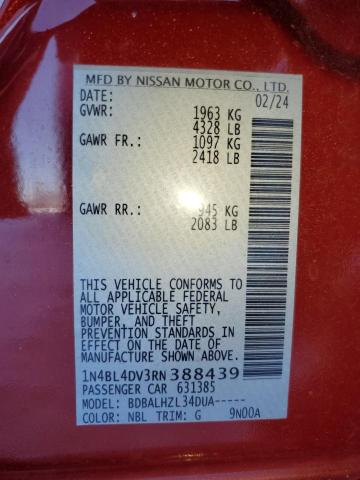 MFD BY NISSAN MOTOR CO., LTD.
DATE: 02/24
GVWR: 1963 KG
4328 LB
GAWR FR: 1097 KG
2418 LB
GAWR RR: 945 KG
2083 LB
THIS VEHICLE CONFORMS TO
ALL APPLICABLE FEDERAL
MOTOR VEHICLE SAFETY,
BUMPER, AND THEFT
PREVENTION STANDARDS IN
EFFECT ON THE DATE OF
MANUFACTURE SHOWN ABOVE.
1N4BL4DV3RN388439
PASSENGER CAR 631385
MODEL: BDBALHZL34DUA-----
COLOR: NBL TRIM: G 9N00A